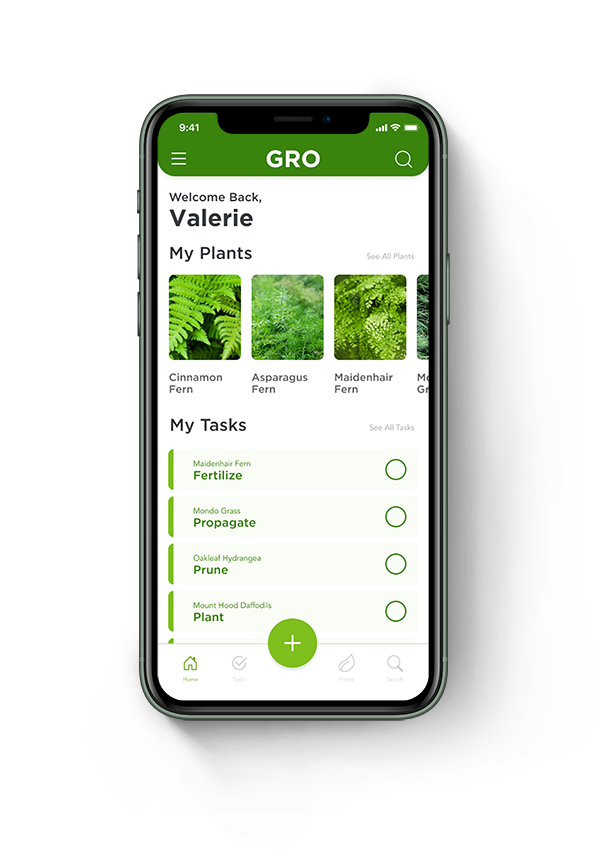 9:41
GRO
Welcome Back,
Valerie
My Plants
See All Plants
Cinnamon
Fern
Asparagus
Fern
Maidenhair
Fern
My Tasks
See All Tasks
Maidenhair Fern
Fertilize
Mondo Grass
Propagate
Oakleaf Hydrangea
Prune
Mount Hood Daffodils
Plant
Home
Tasks
Plants
Search